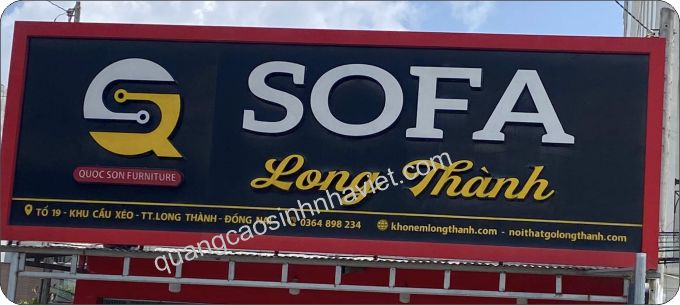 SOFA
Long Thành
QUOC SON FURNITURE
TỔ 19 - KHU CẦU XÉO - TT.LONG THÀNH - ĐỒNG NAI 0364 898 234 khonemlongthanh.com - noithatgolongthanh.com
quangcaosinhnhaviet.com